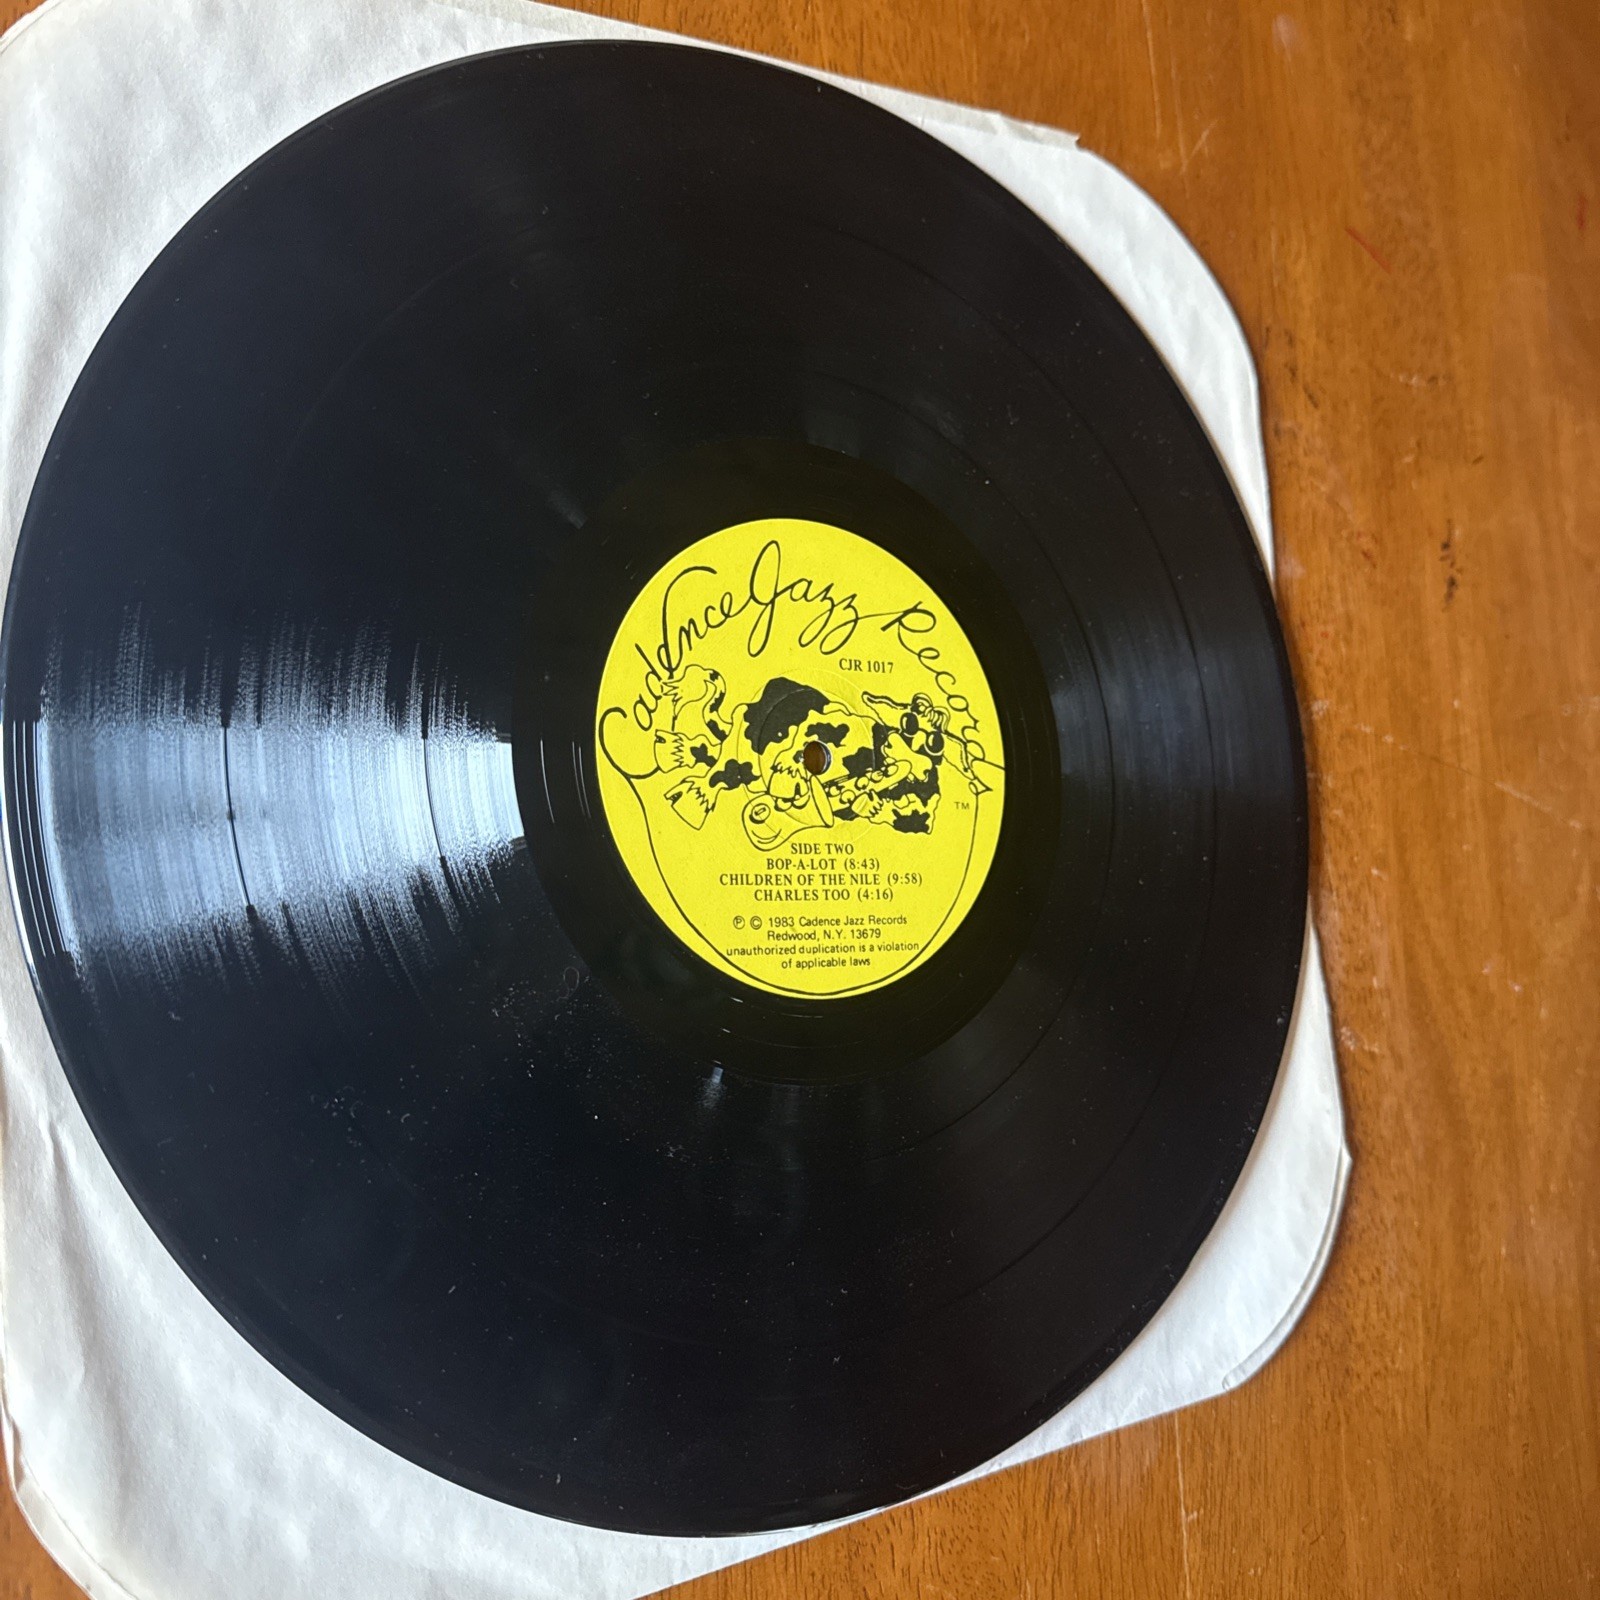 Cadence Jazz Records
CJR 1017
TM
SIDE TWO
BOP-A-LOT (8:43)
CHILDREN OF THE NILE (9:58)
CHARLES TOO (4:16)
℗ © 1983 Cadence Jazz Records
Redwood, N.Y. 13679
unauthorized duplication is a violation
of applicable laws